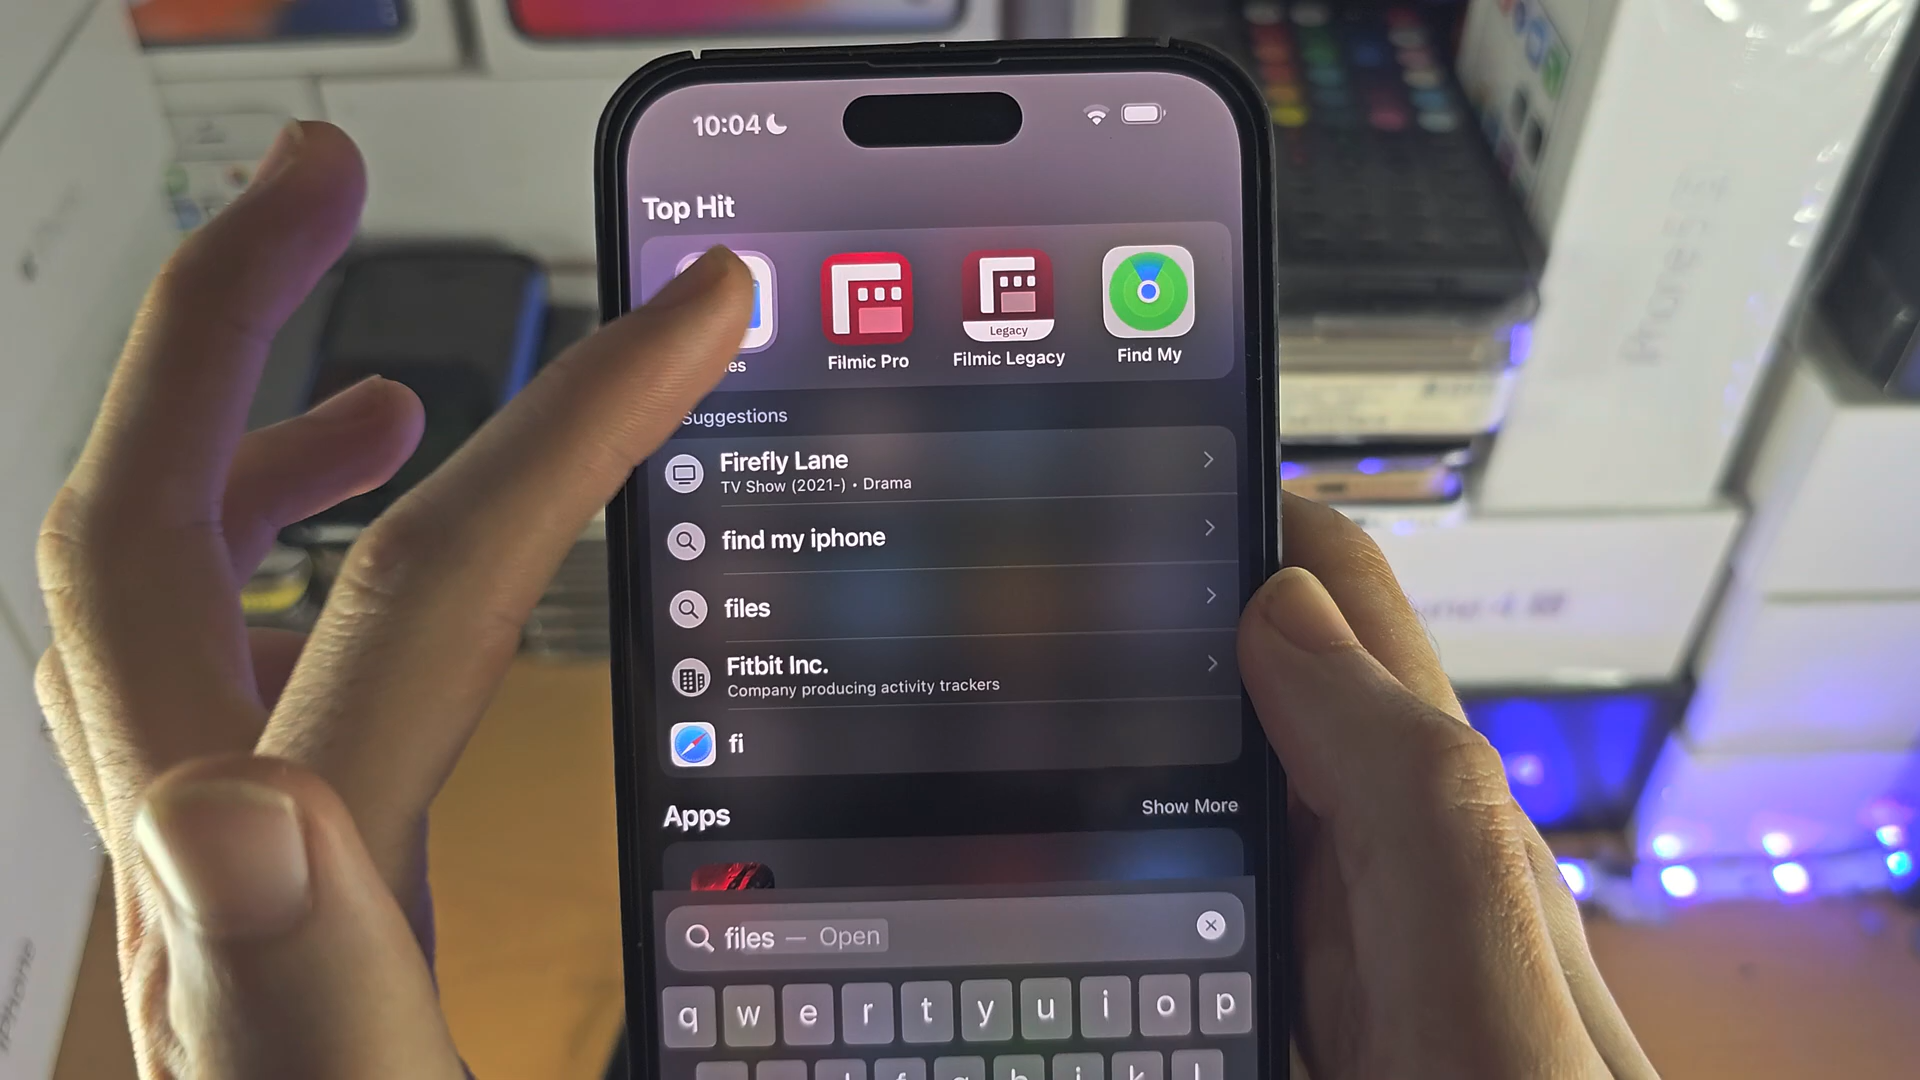 10:04
Top Hit
Legacy
Filmic Pro
Filmic Legacy
Find My
Suggestions
Firefly Lane
TV Show (2021-) • Drama
find my iphone
files
Fitbit Inc.
Company producing activity trackers
fi
Apps
Show More
files — Open
q w e r t y u i o p
iPhone